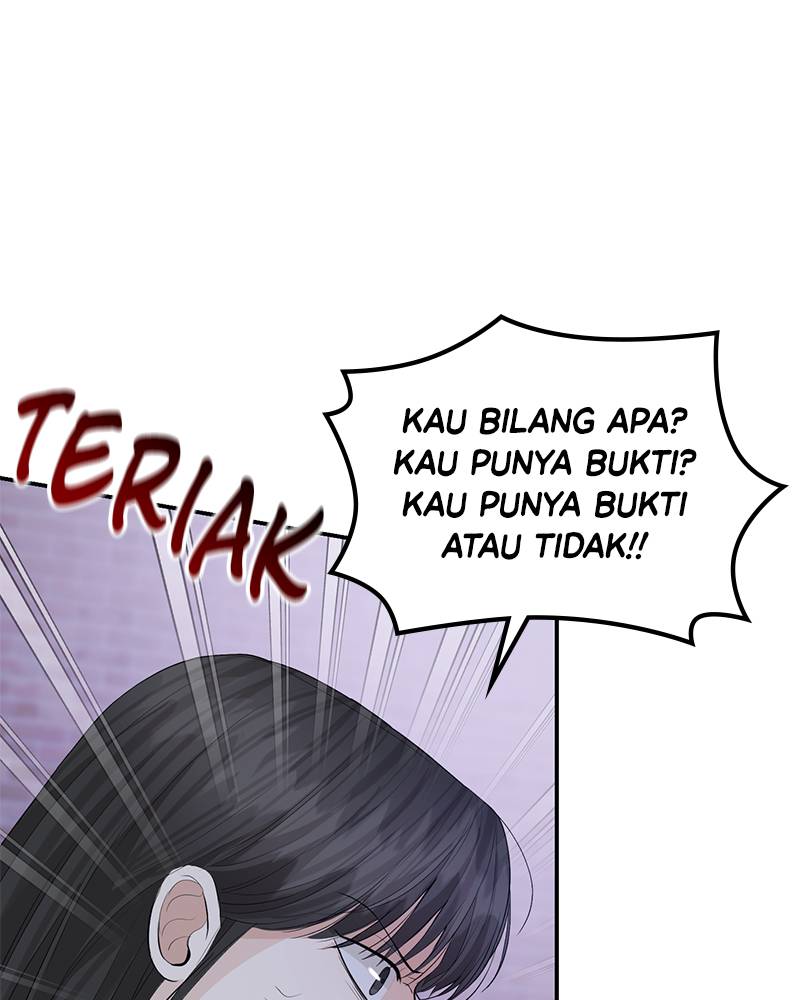 TERIAK
KAU BILANG APA?
KAU PUNYA BUKTI?
KAU PUNYA BUKTI
ATAU TIDAK!!